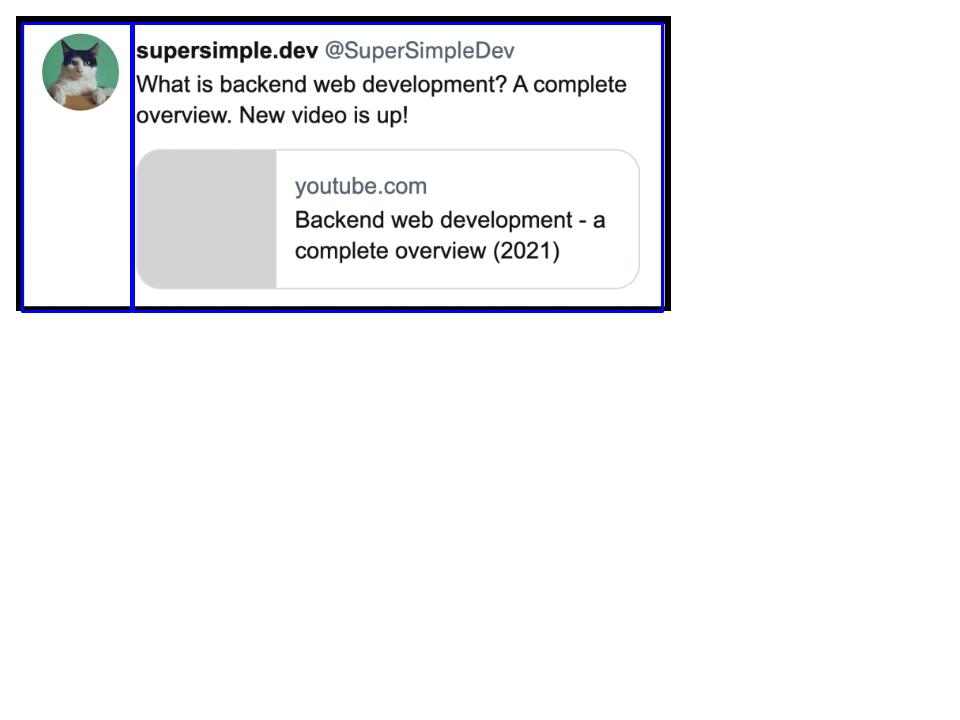 supersimple.dev @SuperSimpleDev
What is backend web development? A complete
overview. New video is up!
youtube.com
Backend web development - a
complete overview (2021)